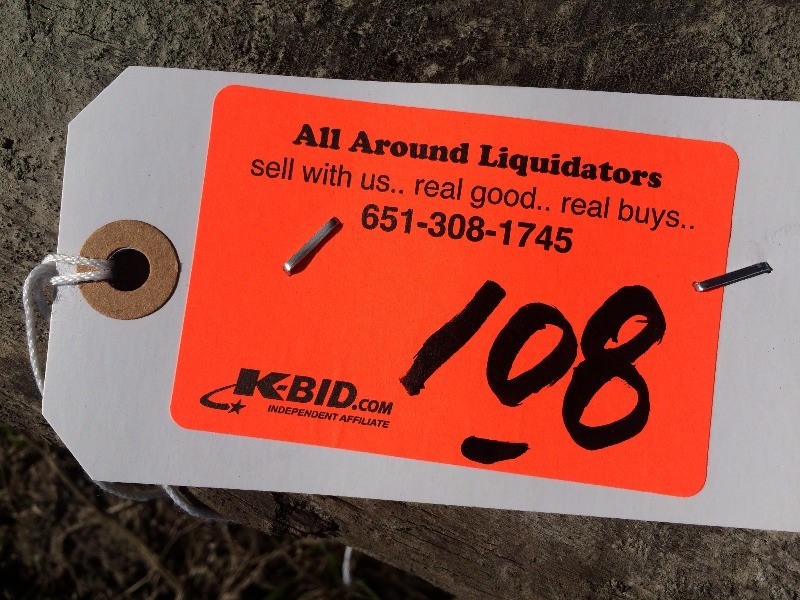 All Around Liquidators
sell with us.. real good.. real buys..
651-308-1745
108
K-BID.COM
INDEPENDENT AFFILIATE